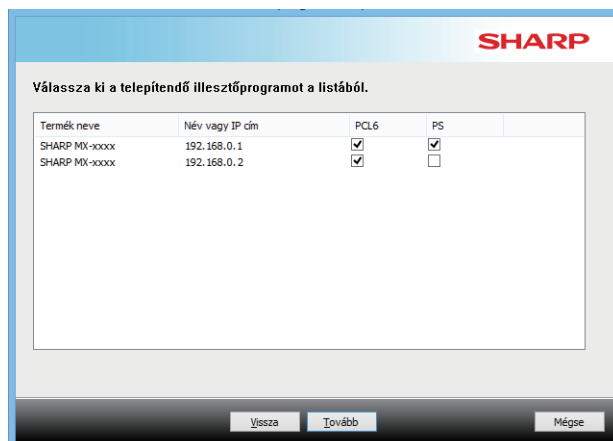 SHARP
Válassza ki a telepítendő illesztőprogramot a listából.
Termék neve Név vagy IP cím PCL6 PS
SHARP MX-xxxx 192.168.0.1
SHARP MX-xxxx 192.168.0.2
Vissza Tovább Mégse